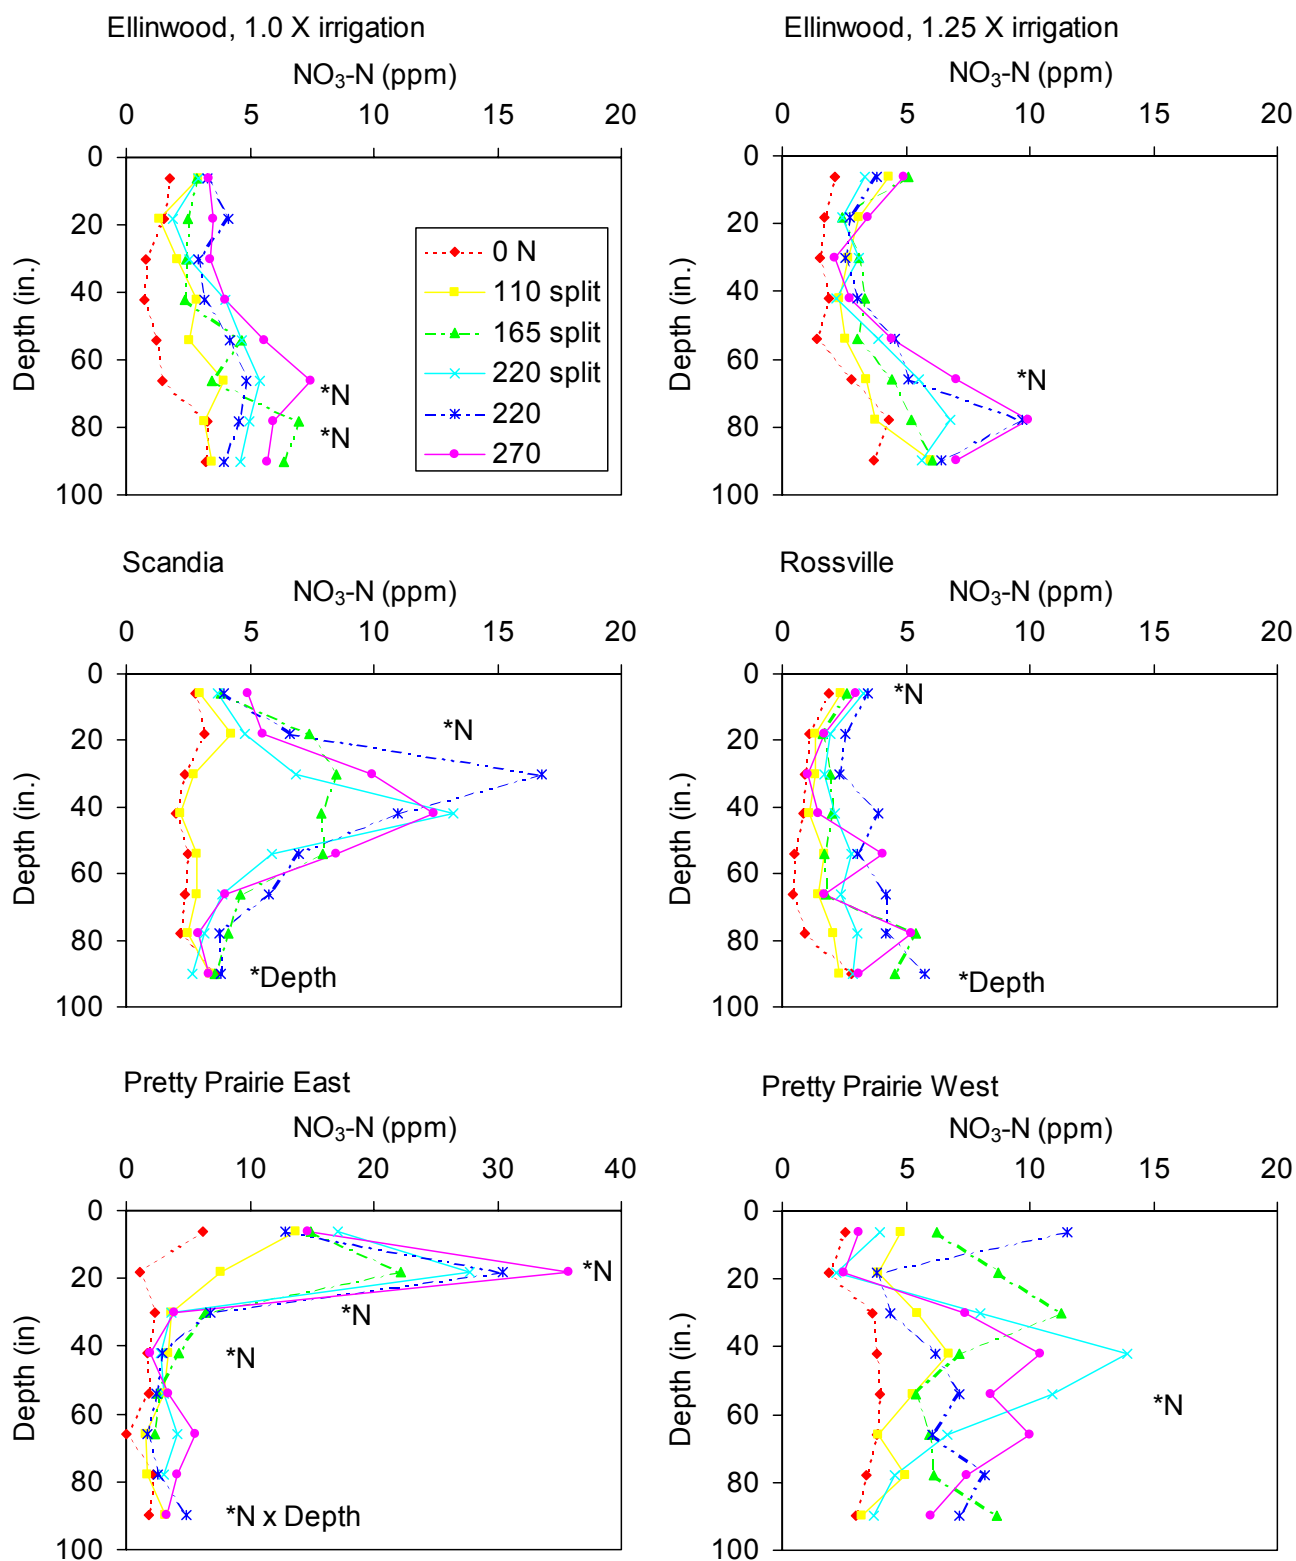 Ellinwood, 1.0 X irrigation
NO₃-N (ppm)
0 5 10 15 20
0
20
40
60
80
100
Depth (in.)
0 N
110 split
165 split
220 split
220
270
*N
*N
Ellinwood, 1.25 X irrigation
NO₃-N (ppm)
0 5 10 15 20
0
20
40
60
80
100
Depth (in.)
*N
Scandia
NO₃-N (ppm)
0 5 10 15 20
0
20
40
60
80
100
Depth (in.)
*N
*Depth
Rossville
NO₃-N (ppm)
0 5 10 15 20
0
20
40
60
80
100
Depth (in.)
*N
*Depth
Pretty Prairie East
NO₃-N (ppm)
0 10 20 30 40
0
20
40
60
80
100
Depth (in)
*N
*N
*N
*N x Depth
Pretty Prairie West
NO₃-N (ppm)
0 5 10 15 20
0
20
40
60
80
100
Depth (in.)
*N